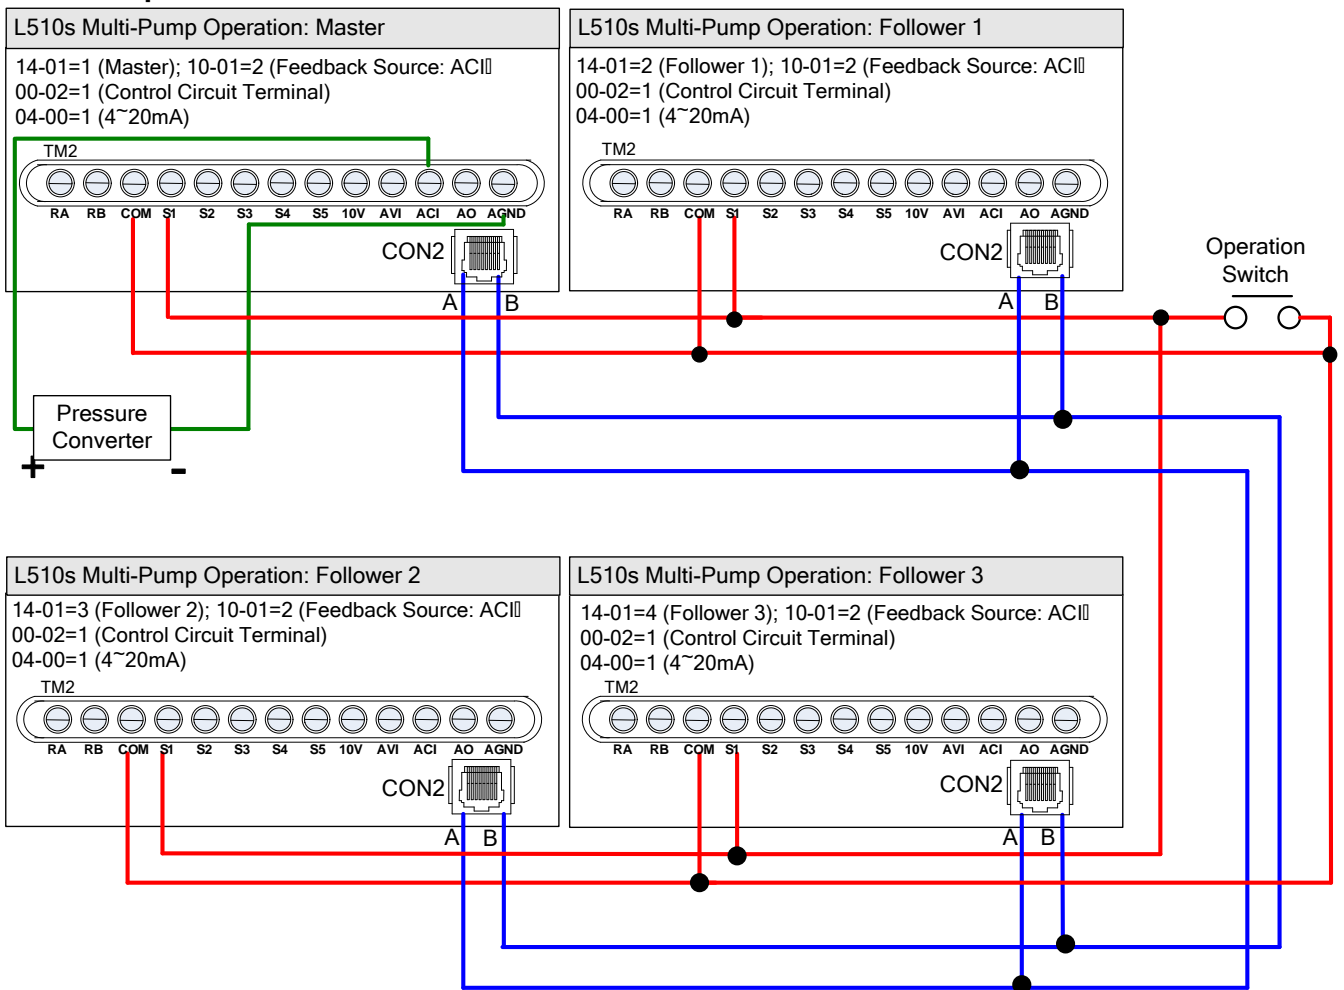 L510s Multi-Pump Operation: Master
14-01=1 (Master); 10-01=2 (Feedback Source: ACI▯
00-02=1 (Control Circuit Terminal)
04-00=1 (4~20mA)
TM2
RA RB COM S1 S2 S3 S4 S5 10V AVI ACI AO AGND
CON2
A B
L510s Multi-Pump Operation: Follower 1
14-01=2 (Follower 1); 10-01=2 (Feedback Source: ACI▯
00-02=1 (Control Circuit Terminal)
04-00=1 (4~20mA)
TM2
RA RB COM S1 S2 S3 S4 S5 10V AVI ACI AO AGND
CON2
A B
Operation
Switch
Pressure
Converter
+ -
L510s Multi-Pump Operation: Follower 2
14-01=3 (Follower 2); 10-01=2 (Feedback Source: ACI▯
00-02=1 (Control Circuit Terminal)
04-00=1 (4~20mA)
TM2
RA RB COM S1 S2 S3 S4 S5 10V AVI ACI AO AGND
CON2
A B
L510s Multi-Pump Operation: Follower 3
14-01=4 (Follower 3); 10-01=2 (Feedback Source: ACI▯
00-02=1 (Control Circuit Terminal)
04-00=1 (4~20mA)
TM2
RA RB COM S1 S2 S3 S4 S5 10V AVI ACI AO AGND
CON2
A B